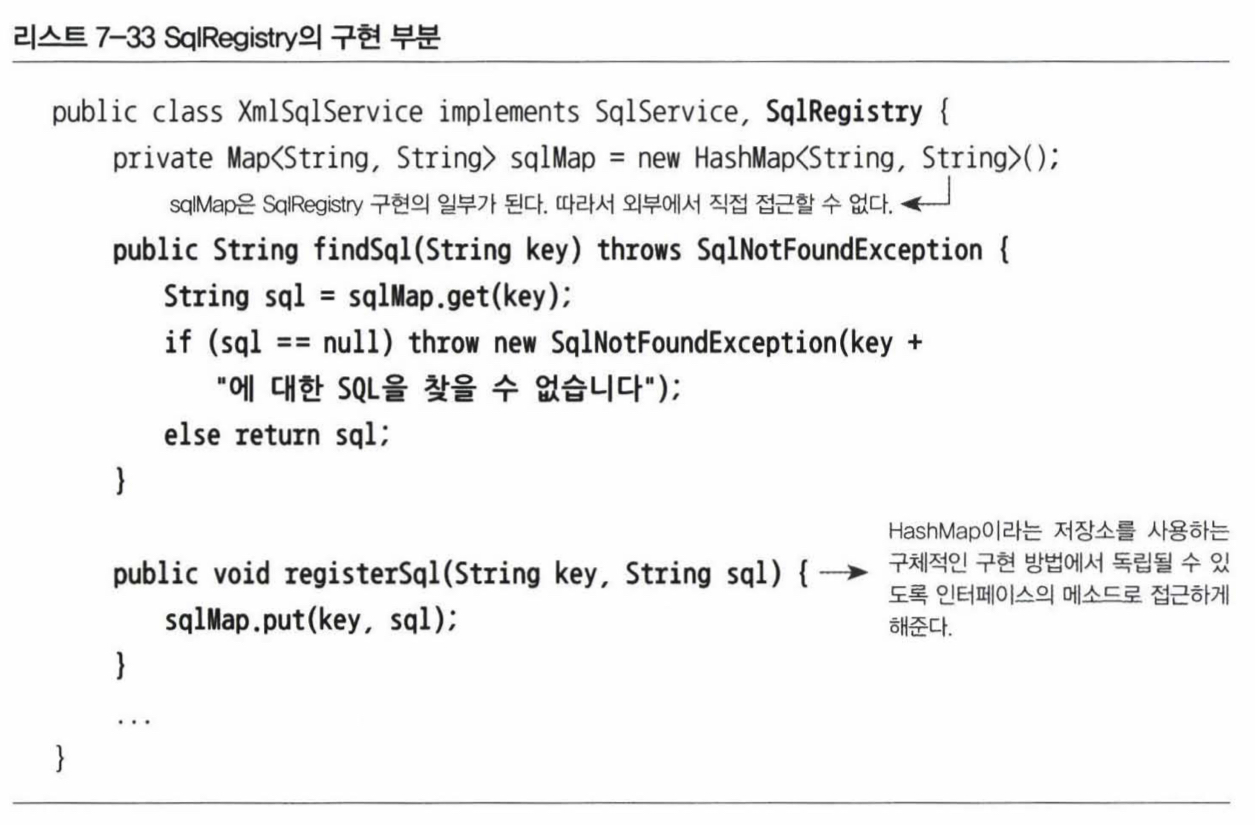 리스트 7-33 SqlRegistry의 구현 부분
public class XmlSqlService implements SqlService, SqlRegistry {
private Map<String, String> sqlMap = new HashMap<String, String>();
sqlMap은 SqlRegistry 구현의 일부가 된다. 따라서 외부에서 직접 접근할 수 없다.
public String findSql(String key) throws SqlNotFoundException {
String sql = sqlMap.get(key);
if (sql == null) throw new SqlNotFoundException(key +
"에 대한 SQL을 찾을 수 없습니다");
else return sql;
}
public void registerSql(String key, String sql) {
HashMap이라는 저장소를 사용하는
구체적인 구현 방법에서 독립될 수 있
도록 인터페이스의 메소드로 접근하게
해준다.
sqlMap.put(key, sql);
}
...
}